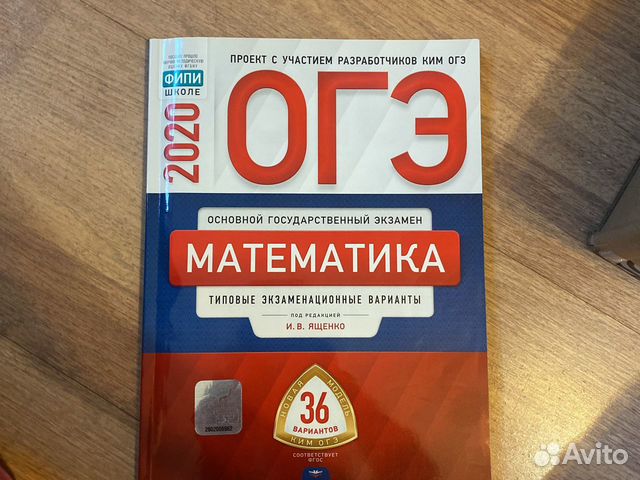 ПРОЕКТ С УЧАСТИЕМ РАЗРАБОТЧИКОВ КИМ ОГЭ
ФИПИ
ШКОЛЕ
2020
ОГЭ
ОСНОВНОЙ ГОСУДАРСТВЕННЫЙ ЭКЗАМЕН
МАТЕМАТИКА
ТИПОВЫЕ ЭКЗАМЕНАЦИОННЫЕ ВАРИАНТЫ
ПОД РЕДАКЦИЕЙ
И. В. ЯЩЕНКО
НОВАЯ МОДЕЛЬ
36
ВАРИАНТОВ
КИМ ОГЭ
СООТВЕТСТВУЕТ
ФГОС
Avito